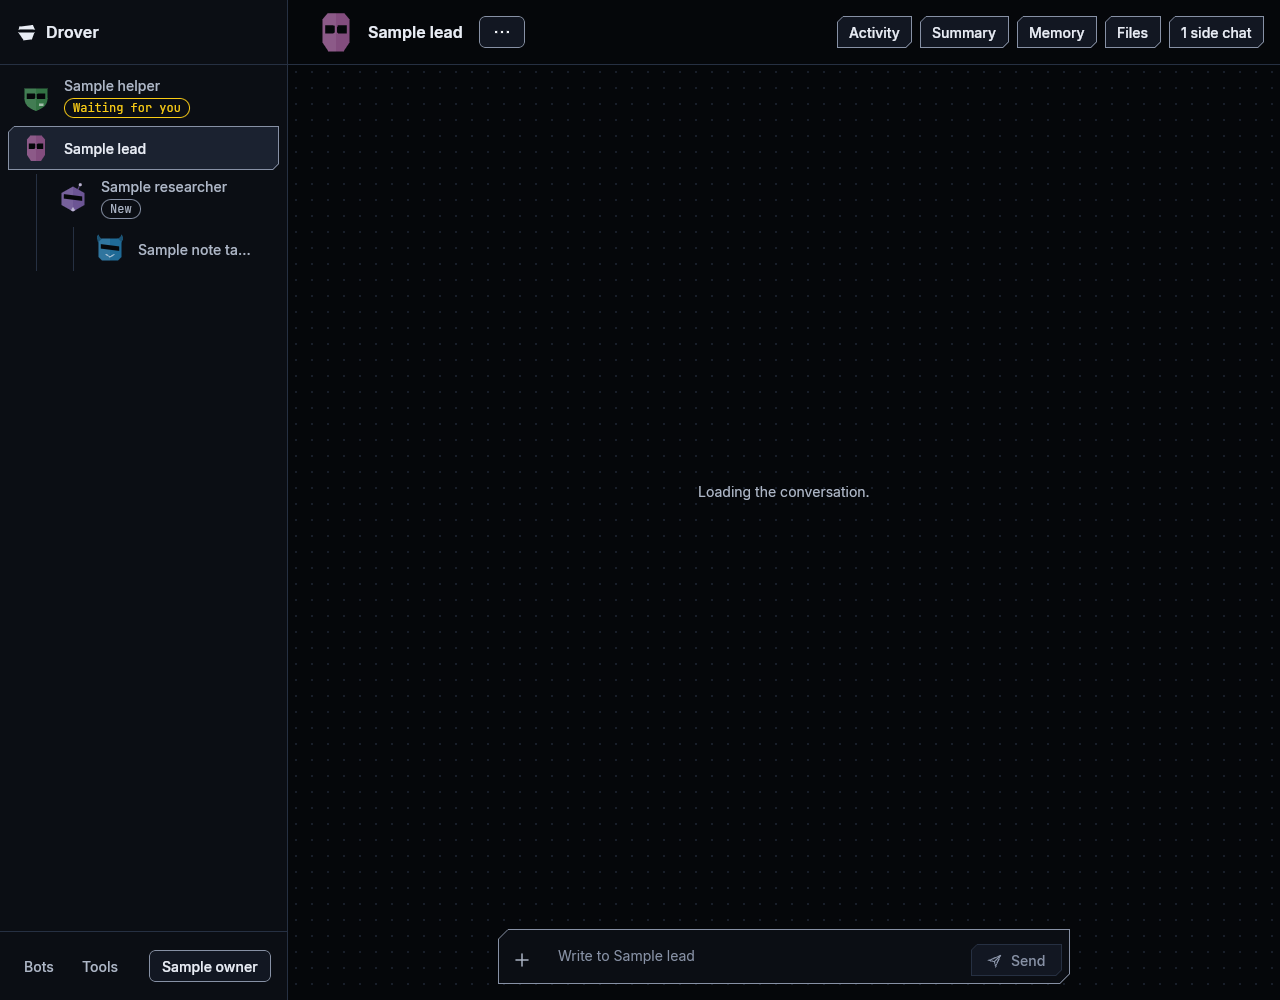 Drover
Sample lead
...
Activity
Summary
Memory
Files
1 side chat
Sample helper
Waiting for you
Sample lead
Sample researcher
New
Sample note ta...
Loading the conversation.
Write to Sample lead
Send
Bots
Tools
Sample owner